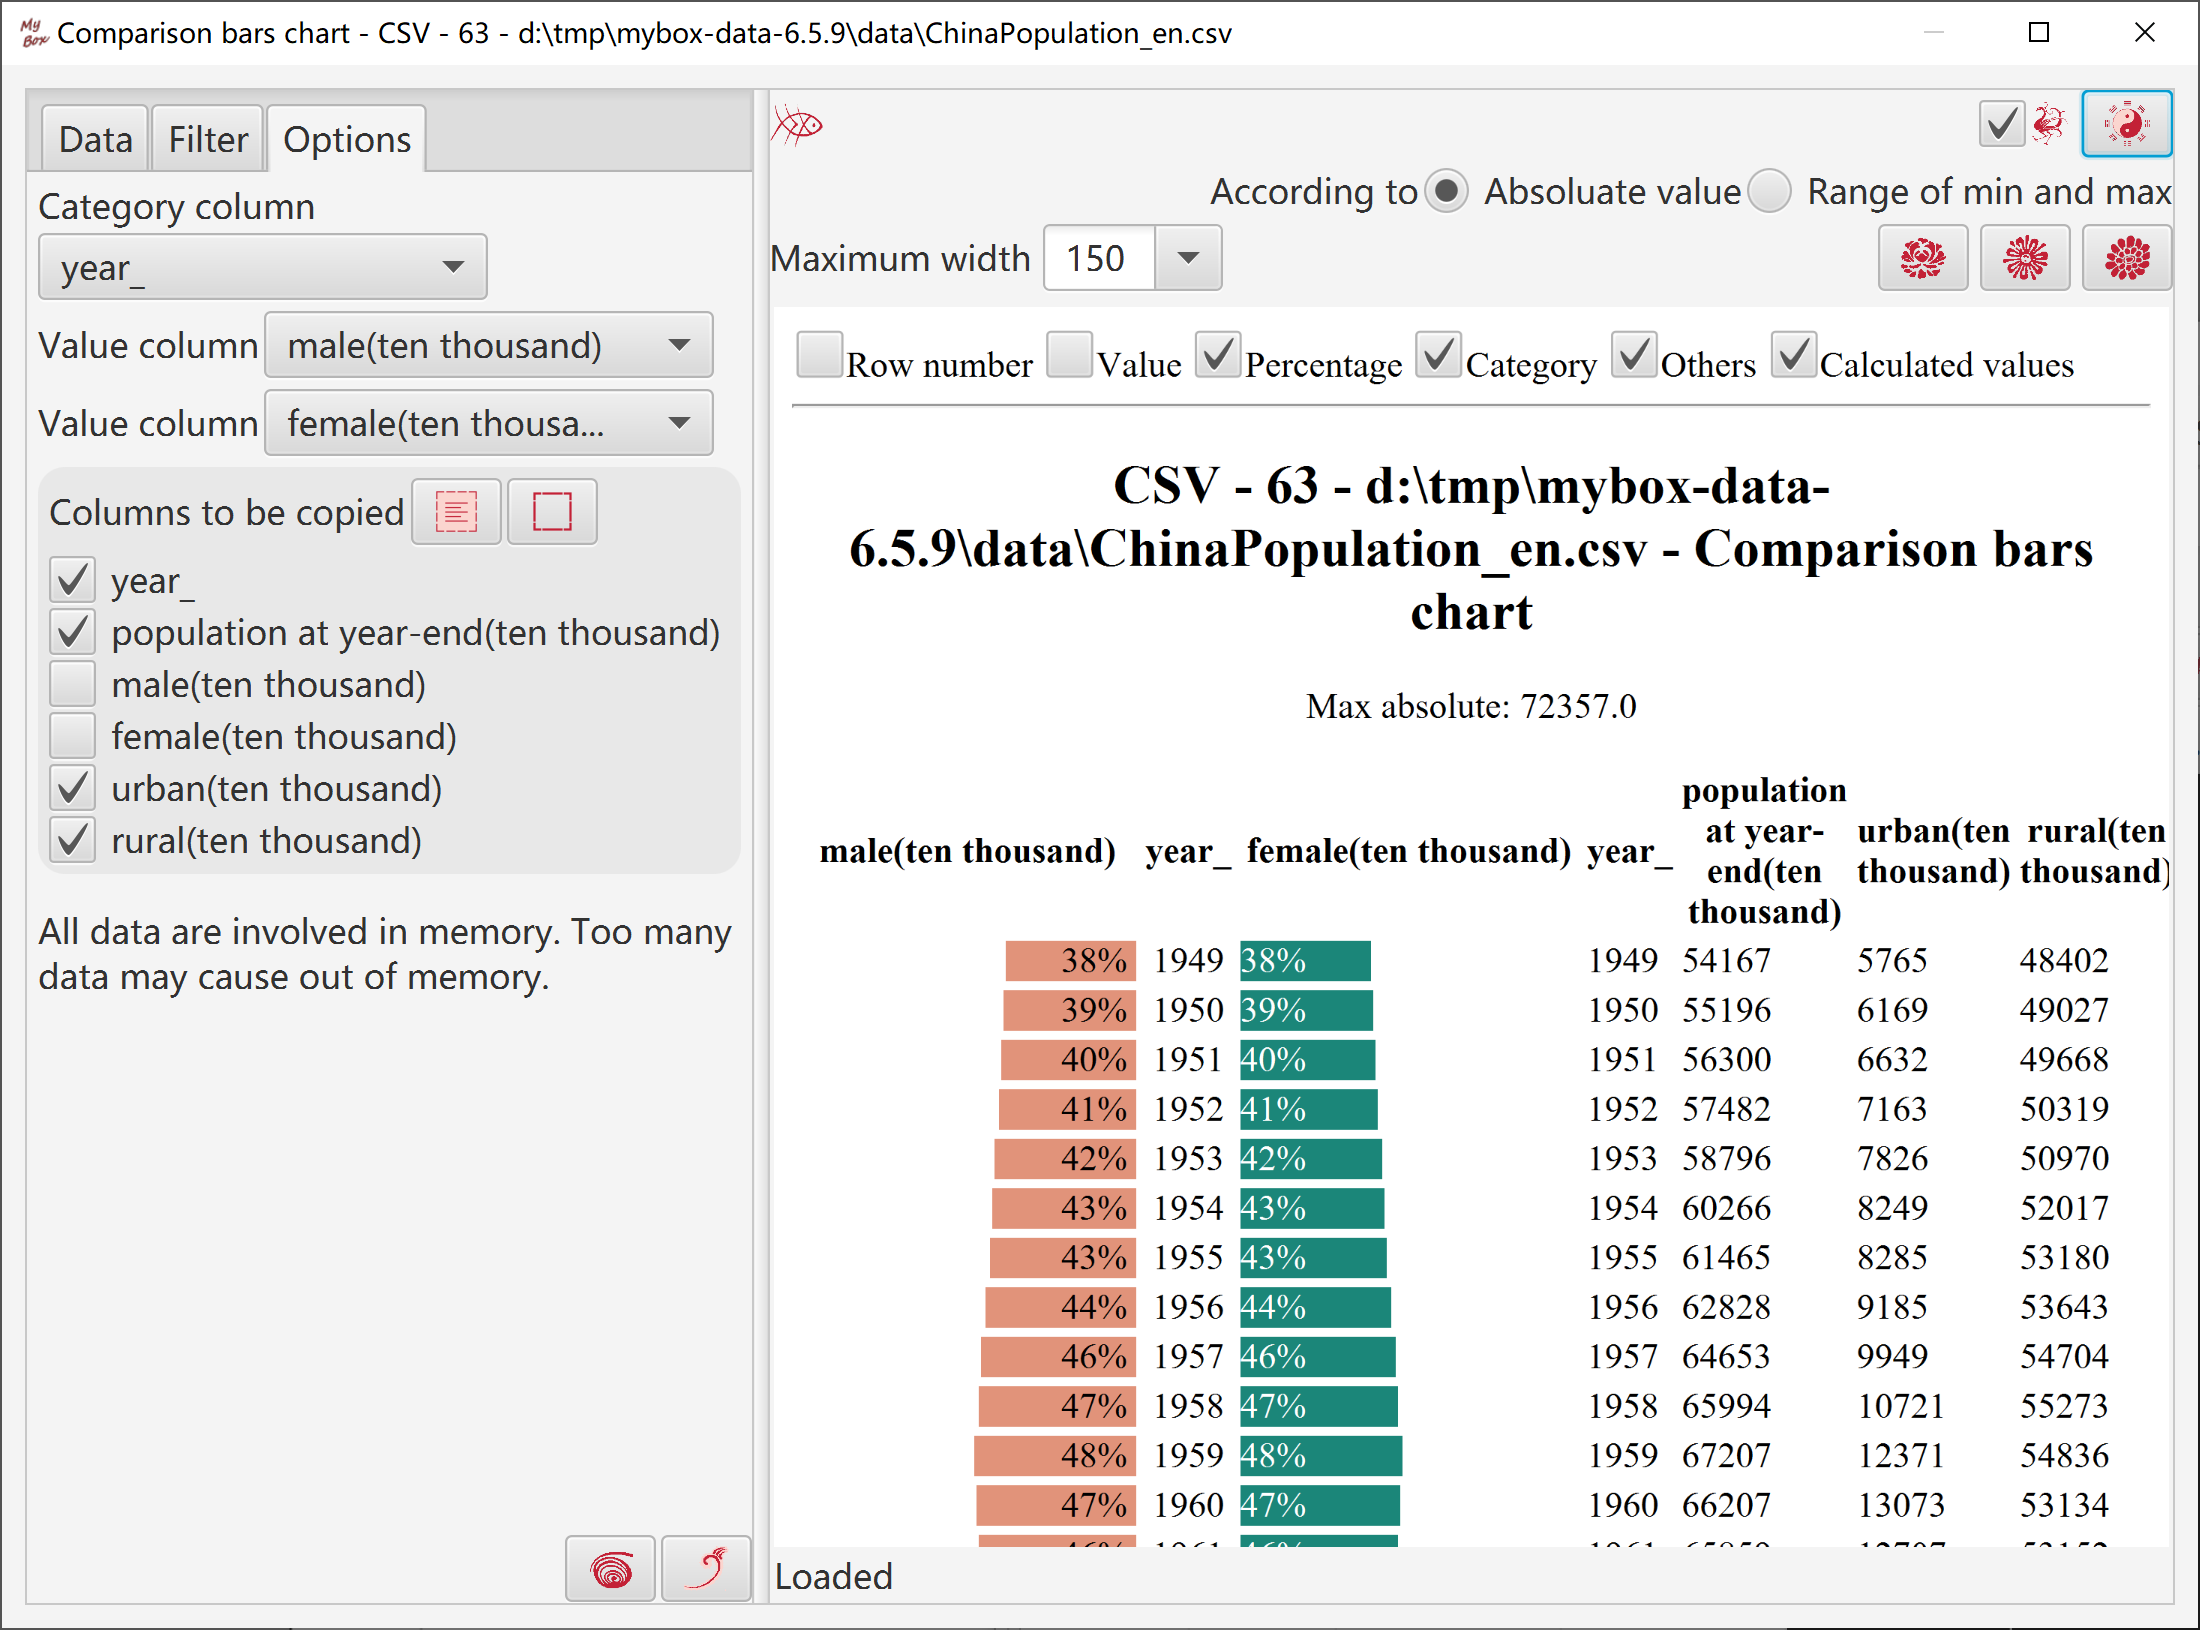 My Box Comparison bars chart - CSV - 63 - d:\tmp\mybox-data-6.5.9\data\ChinaPopulation_en.csv
Data Filter Options
Category column
year_
Value column male(ten thousand)
Value column female(ten thousa...
Columns to be copied
year_
population at year-end(ten thousand)
male(ten thousand)
female(ten thousand)
urban(ten thousand)
rural(ten thousand)
All data are involved in memory. Too many
data may cause out of memory.
According to Absoluate value Range of min and max
Maximum width 150
Row number Value Percentage Category Others Calculated values
CSV - 63 - d:\tmp\mybox-data-
6.5.9\data\ChinaPopulation_en.csv - Comparison bars
chart
Max absolute: 72357.0
male(ten thousand) year_ female(ten thousand) year_ population at year-end(ten thousand) urban(ten thousand) rural(ten thousand)
38% 1949 38% 1949 54167 5765 48402
39% 1950 39% 1950 55196 6169 49027
40% 1951 40% 1951 56300 6632 49668
41% 1952 41% 1952 57482 7163 50319
42% 1953 42% 1953 58796 7826 50970
43% 1954 43% 1954 60266 8249 52017
43% 1955 43% 1955 61465 8285 53180
44% 1956 44% 1956 62828 9185 53643
46% 1957 46% 1957 64653 9949 54704
47% 1958 47% 1958 65994 10721 55273
48% 1959 48% 1959 67207 12371 54836
47% 1960 47% 1960 66207 13073 53134
Loaded